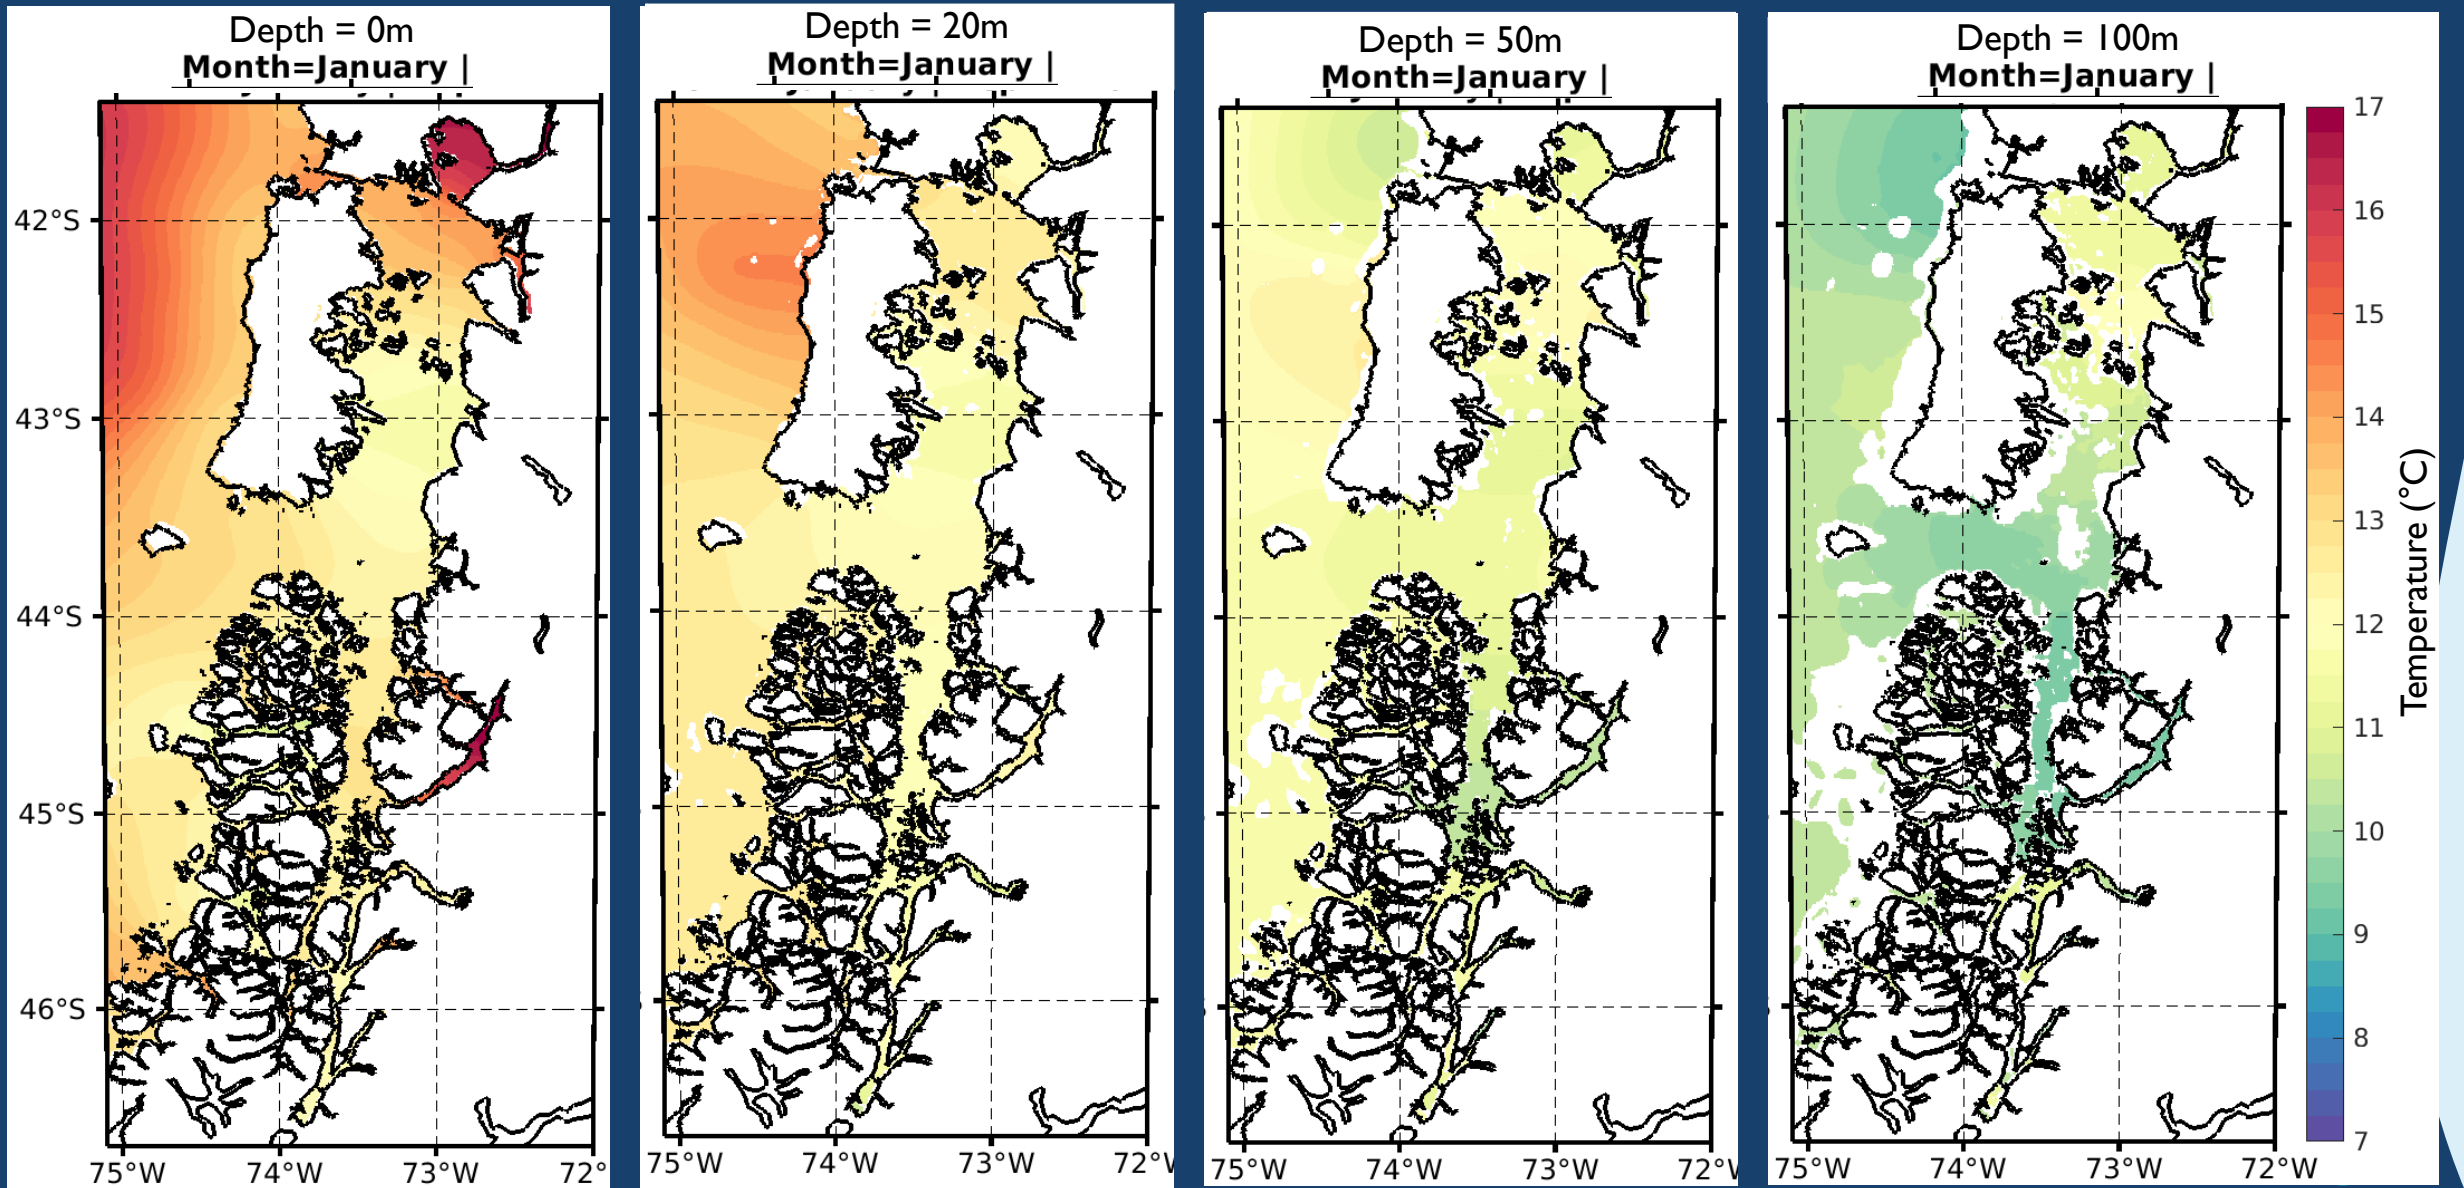 Depth = 0m
Month=January |
Depth = 20m
Month=January |
Depth = 50m
Month=January |
Depth = 100m
Month=January |
42°S
43°S
44°S
45°S
46°S
75°W 74°W 73°W 72°
75°W 74°W 73°W 72°W
75°W 74°W 73°W 72°W
75°W 74°W 73°W 72°W
17
16
15
14
13
12
11
10
9
8
7
Temperature (°C)